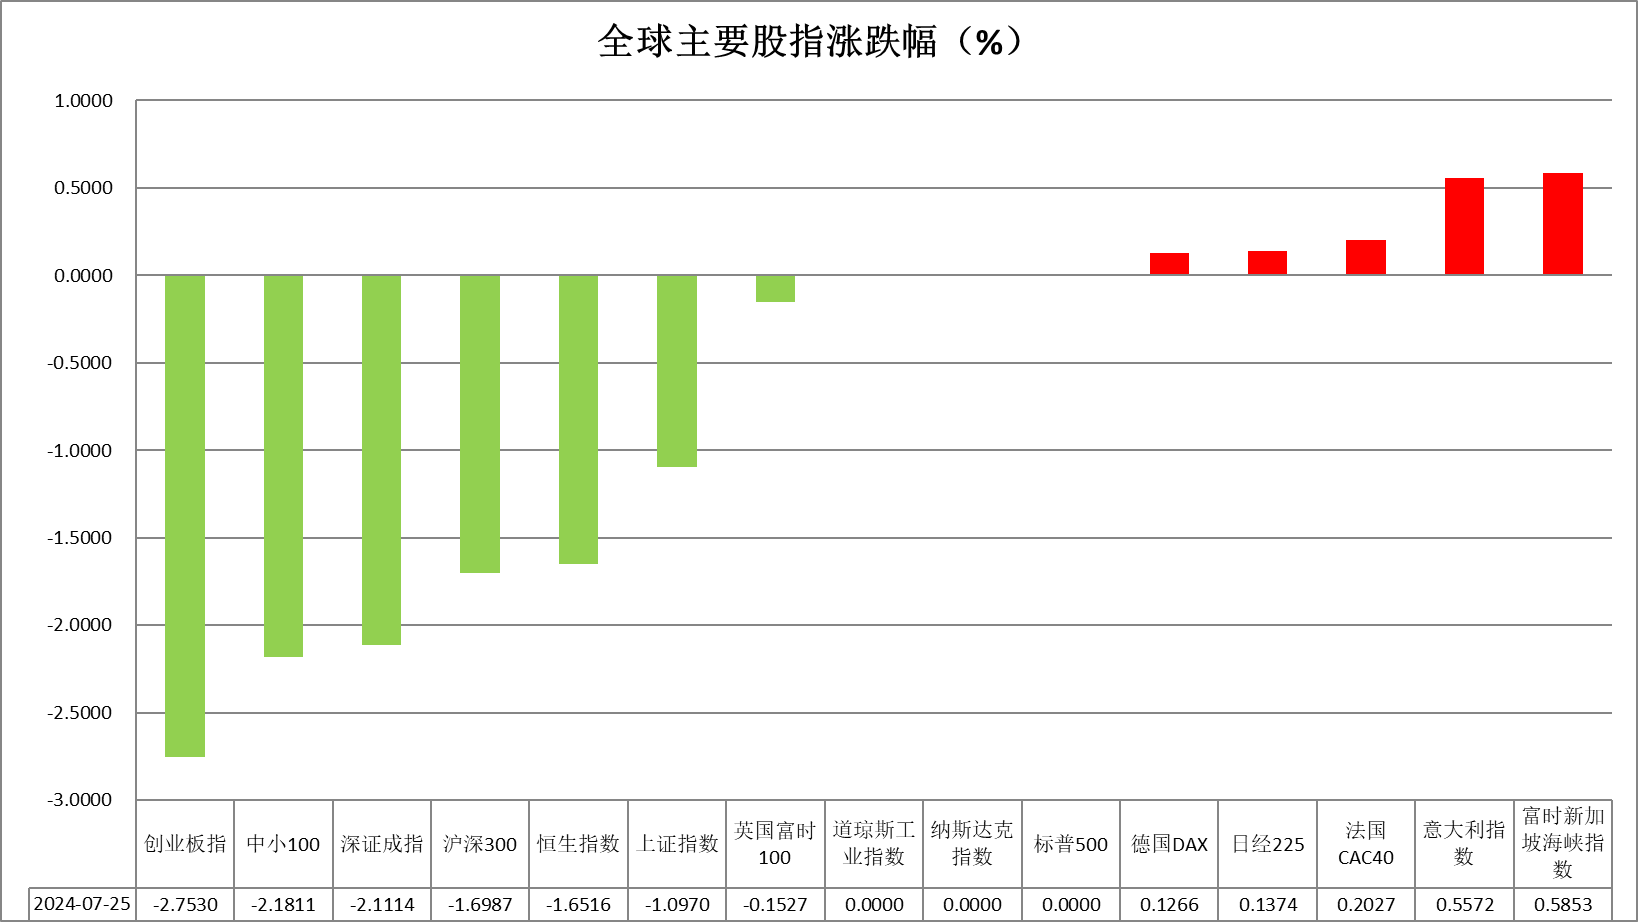 全球主要股指涨跌幅（%）
1.0000
0.5000
0.0000
-0.5000
-1.0000
-1.5000
-2.0000
-2.5000
-3.0000
创业板指
中小100
深证成指
沪深300
恒生指数
上证指数
英国富时
100
道琼斯工
业指数
纳斯达克
指数
标普500
德国DAX
日经225
法国
CAC40
意大利指
数
富时新加
坡海峡指
数
2024-07-25 -2.7530 -2.1811 -2.1114 -1.6987 -1.6516 -1.0970 -0.1527 0.0000 0.0000 0.0000 0.1266 0.1374 0.2027 0.5572 0.5853